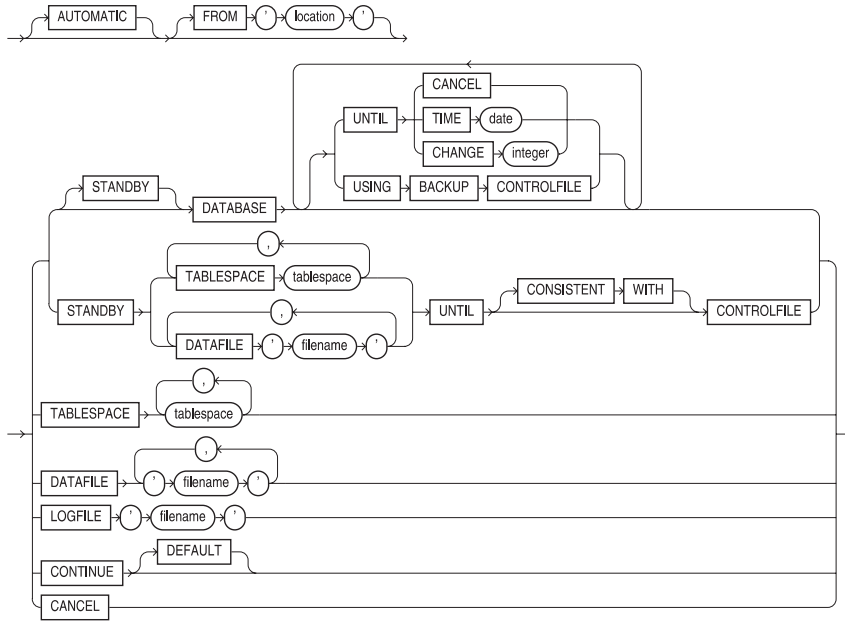 AUTOMATIC FROM ' location '
CANCEL
UNTIL TIME date
CHANGE integer
STANDBY USING BACKUP CONTROLFILE
DATABASE
,
TABLESPACE tablespace CONSISTENT WITH
STANDBY , UNTIL CONTROLFILE
DATAFILE ' filename '
,
TABLESPACE tablespace
,
DATAFILE ' filename '
LOGFILE ' filename '
DEFAULT
CONTINUE
CANCEL